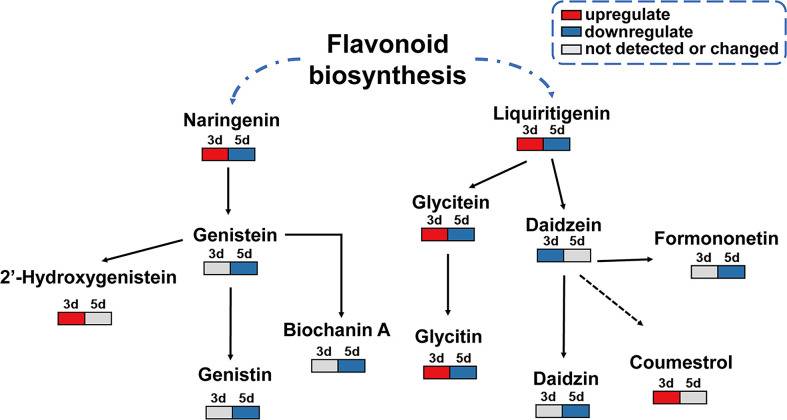 upregulate
downregulate
not detected or changed
Flavonoid
biosynthesis
Naringenin
3d 5d
Liquiritigenin
3d 5d
Glycitein
3d 5d
Daidzein
3d 5d
Genistein
3d 5d
Formononetin
3d 5d
2'-Hydroxygenistein
3d 5d
Biochanin A
3d 5d
Glycitin
3d 5d
Genistin
3d 5d
Daidzin
3d 5d
Coumestrol
3d 5d